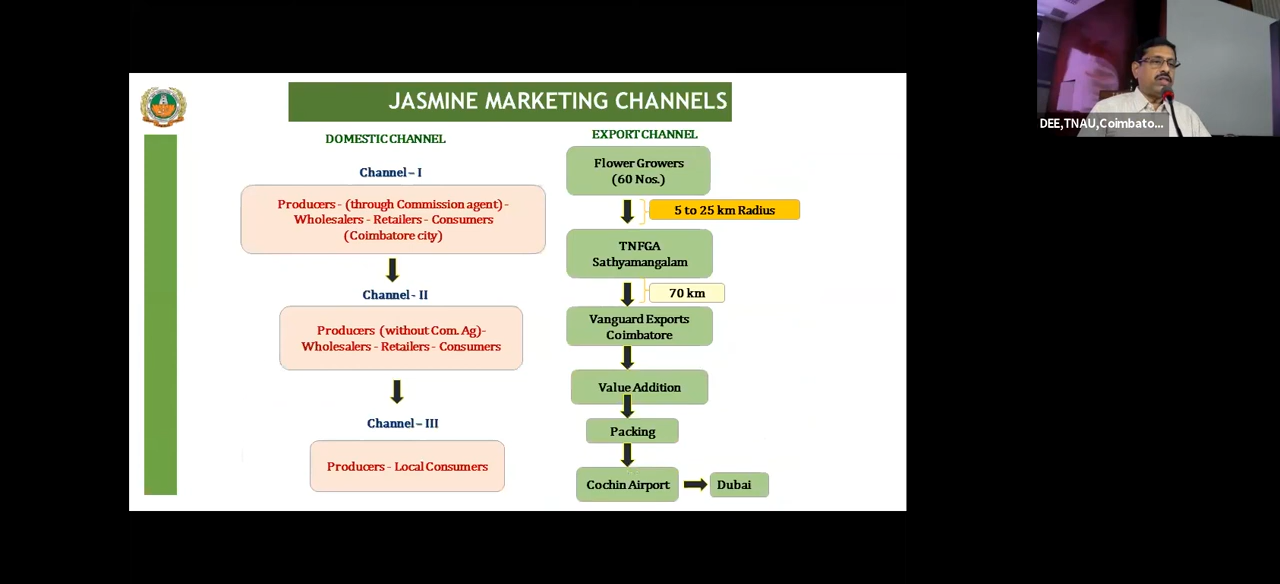 JASMINE MARKETING CHANNELS
DOMESTIC CHANNEL
Channel – I
Producers - (through Commission agent) -
Wholesalers - Retailers - Consumers
(Coimbatore city)
Channel - II
Producers (without Com. Ag)-
Wholesalers - Retailers - Consumers
Channel – III
Producers - Local Consumers
EXPORT CHANNEL
Flower Growers
(60 Nos.)
5 to 25 km Radius
TNFGA
Sathyamangalam
70 km
Vanguard Exports
Coimbatore
Value Addition
Packing
Cochin Airport
Dubai
DEE,TNAU,Coimbato...